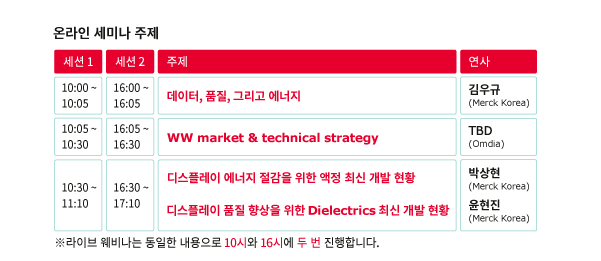 온라인 세미나 주제
세션 1 세션 2 주제 연사
10:00 ~ 16:00 ~ 데이터, 품질, 그리고 에너지 김우규
10:05 16:05 (Merck Korea)
10:05 ~ 16:05 ~ WW market & technical strategy TBD
10:30 16:30 (Omdia)
디스플레이 에너지 절감을 위한 액정 최신 개발 현황 박상현
10:30 ~ 16:30 ~ (Merck Korea)
11:10 17:10 디스플레이 품질 향상을 위한 Dielectrics 최신 개발 현황 윤현진
(Merck Korea)
※라이브 웨비나는 동일한 내용으로 10시와 16시에 두 번 진행합니다.